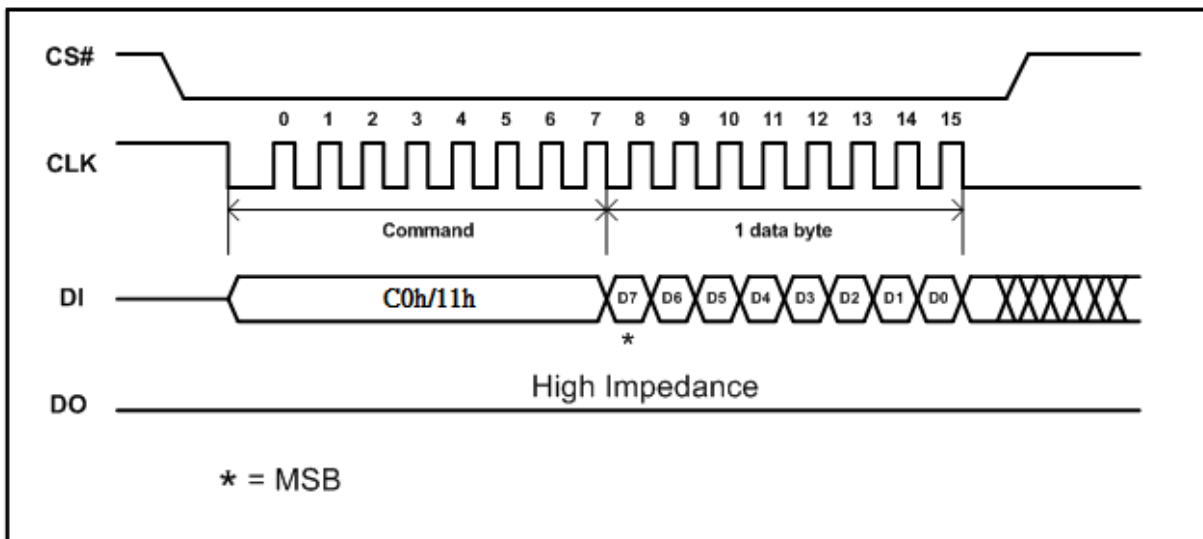 CS#
0 1 2 3 4 5 6 7 8 9 10 11 12 13 14 15
CLK
Command 1 data byte
DI C0h/11h D7 D6 D5 D4 D3 D2 D1 D0
*
High Impedance
DO
* = MSB